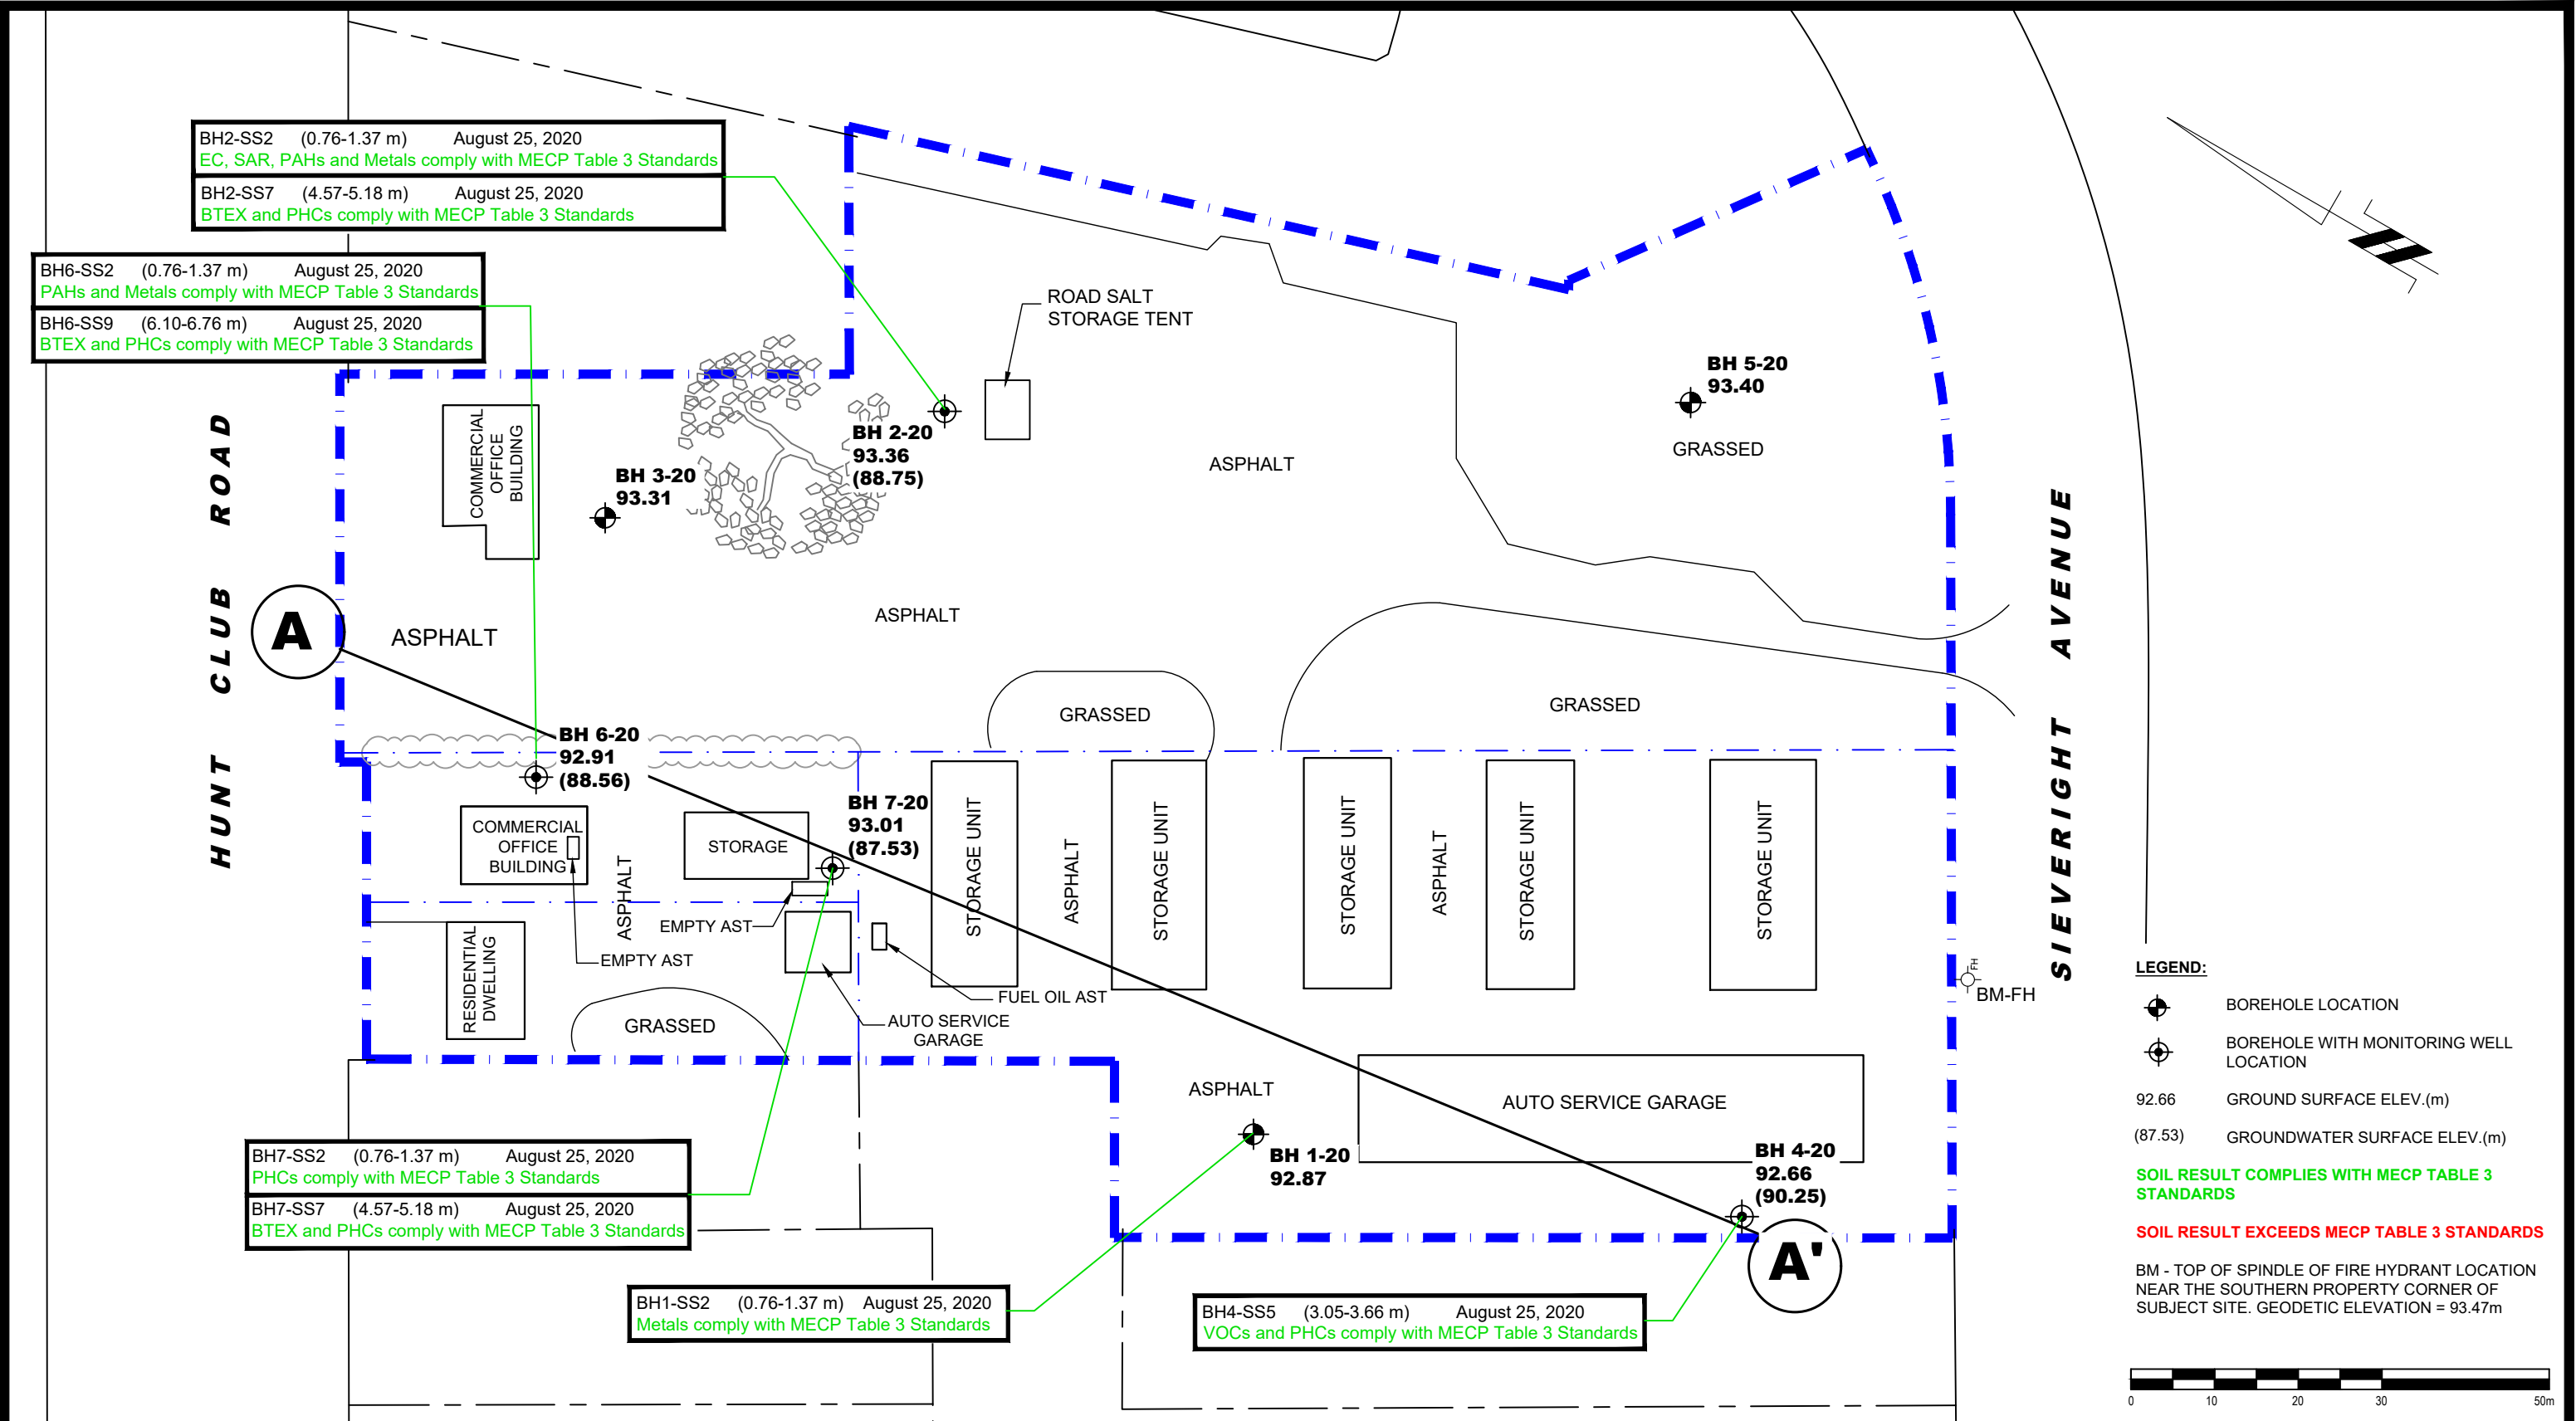 BH2-SS2 (0.76-1.37 m) August 25, 2020
EC, SAR, PAHs and Metals comply with MECP Table 3 Standards
BH2-SS7 (4.57-5.18 m) August 25, 2020
BTEX and PHCs comply with MECP Table 3 Standards
BH6-SS2 (0.76-1.37 m) August 25, 2020
PAHs and Metals comply with MECP Table 3 Standards
BH6-SS9 (6.10-6.76 m) August 25, 2020
BTEX and PHCs comply with MECP Table 3 Standards
ROAD SALT
STORAGE TENT
BH 5-20
93.40
GRASSED
COMMERCIAL
OFFICE
BUILDING
BH 3-20
93.31
BH 2-20
93.36
(88.75)
ASPHALT
HUNT CLUB ROAD
SIEVERIGHT AVENUE
A
ASPHALT
ASPHALT
GRASSED
GRASSED
BH 6-20
92.91
(88.56)
COMMERCIAL
OFFICE
BUILDING
ASPHALT
STORAGE
BH 7-20
93.01
(87.53)
STORAGE UNIT
ASPHALT
STORAGE UNIT
STORAGE UNIT
ASPHALT
STORAGE UNIT
STORAGE UNIT
EMPTY AST
EMPTY AST
RESIDENTIAL
DWELLING
GRASSED
FUEL OIL AST
AUTO SERVICE
GARAGE
FH
BM-FH
ASPHALT
AUTO SERVICE GARAGE
BH 1-20
92.87
BH 4-20
92.66
(90.25)
A'
BH7-SS2 (0.76-1.37 m) August 25, 2020
PHCs comply with MECP Table 3 Standards
BH7-SS7 (4.57-5.18 m) August 25, 2020
BTEX and PHCs comply with MECP Table 3 Standards
BH1-SS2 (0.76-1.37 m) August 25, 2020
Metals comply with MECP Table 3 Standards
BH4-SS5 (3.05-3.66 m) August 25, 2020
VOCs and PHCs comply with MECP Table 3 Standards
LEGEND:
BOREHOLE LOCATION
BOREHOLE WITH MONITORING WELL
LOCATION
92.66 GROUND SURFACE ELEV.(m)
(87.53) GROUNDWATER SURFACE ELEV.(m)
SOIL RESULT COMPLIES WITH MECP TABLE 3
STANDARDS
SOIL RESULT EXCEEDS MECP TABLE 3 STANDARDS
BM - TOP OF SPINDLE OF FIRE HYDRANT LOCATION
NEAR THE SOUTHERN PROPERTY CORNER OF
SUBJECT SITE. GEODETIC ELEVATION = 93.47m
0 10 20 30 50m